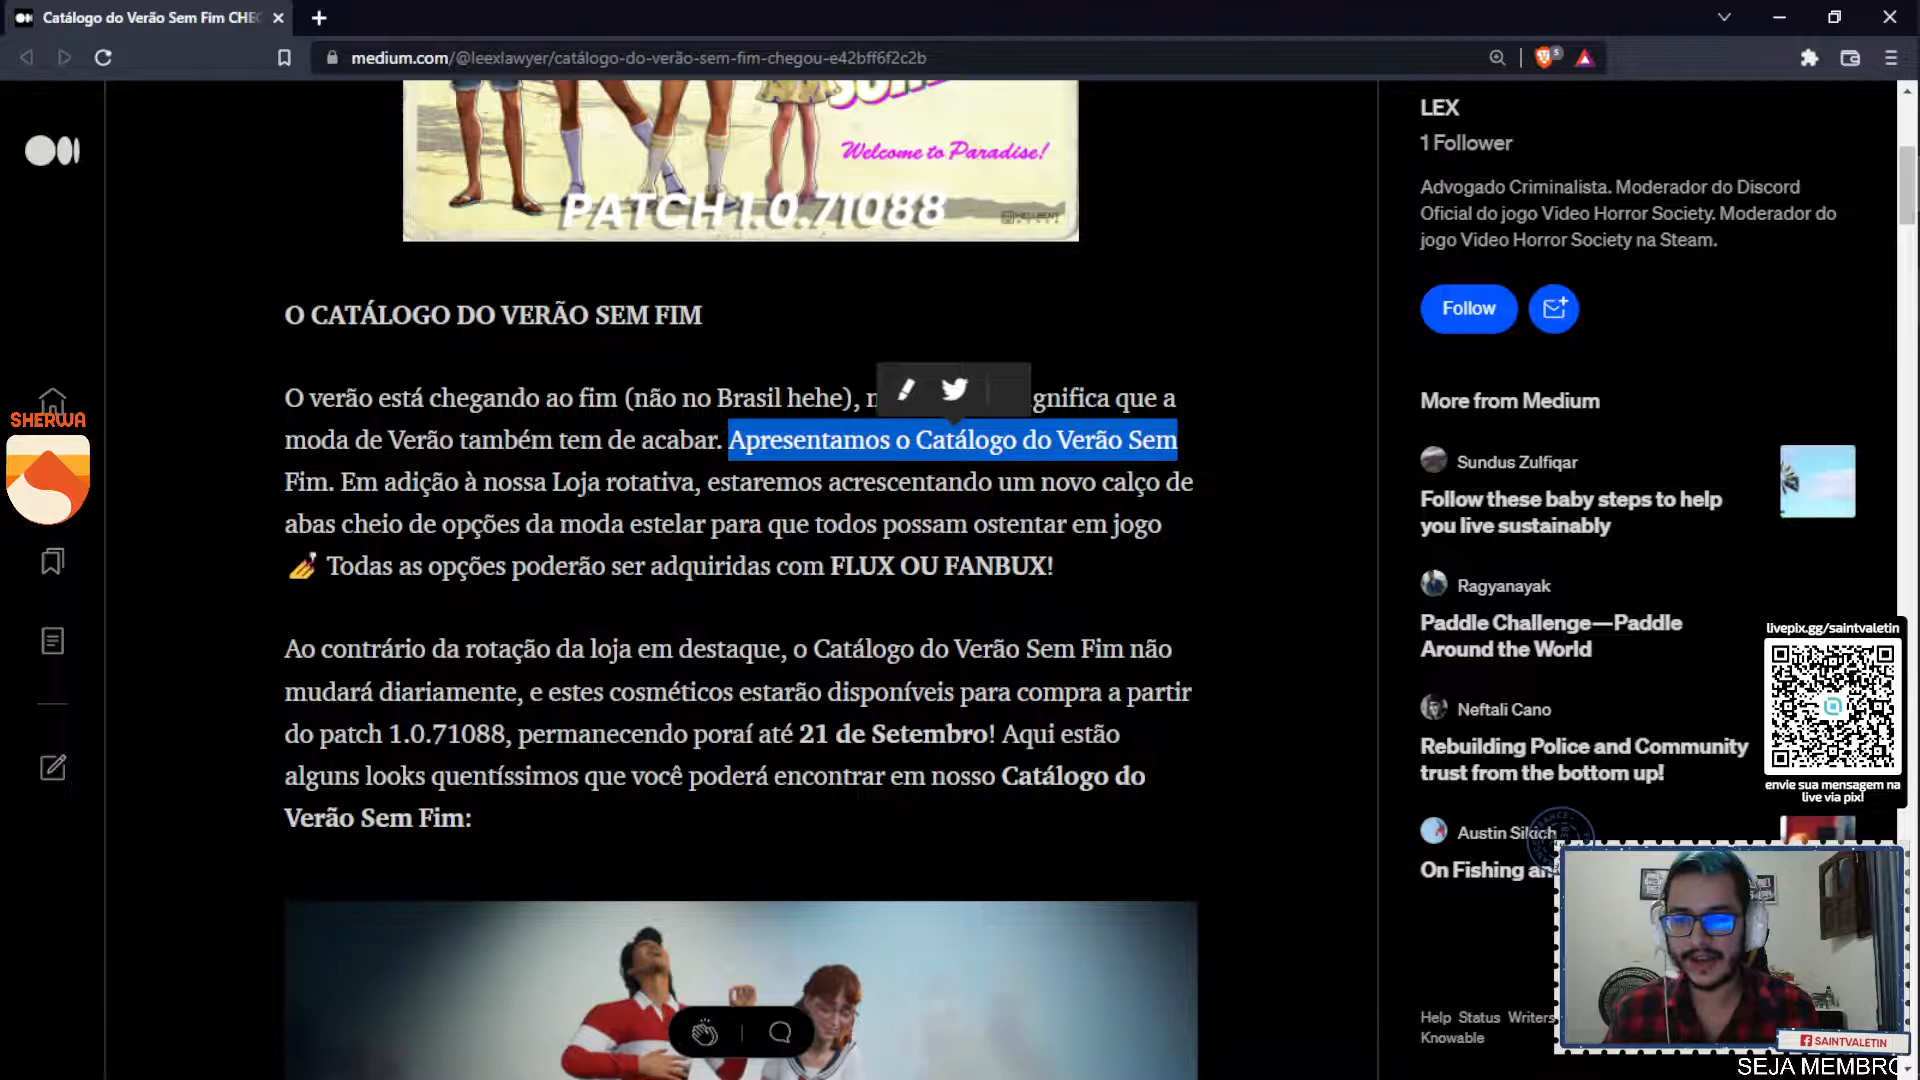 Catálogo do Verão Sem Fim CHE
medium.com/@leexlawyer/catálogo-do-verão-sem-fim-chegou-e42bff6f2c2b
5
Welcome to Paradise!
PATCH 1.0.71088
HELLBENT
O CATÁLOGO DO VERÃO SEM FIM
O verão está chegando ao fim (não no Brasil hehe), gnifica que a
moda de Verão também tem de acabar. Apresentamos o Catálogo do Verão Sem
Fim. Em adição à nossa Loja rotativa, estaremos acrescentando um novo calço de
abas cheio de opções da moda estelar para que todos possam ostentar em jogo
💅 Todas as opções poderão ser adquiridas com FLUX OU FANBUX!
Ao contrário da rotação da loja em destaque, o Catálogo do Verão Sem Fim não
mudará diariamente, e estes cosméticos estarão disponíveis para compra a partir
do patch 1.0.71088, permanecendo poraí até 21 de Setembro! Aqui estão
alguns looks quentíssimos que você poderá encontrar em nosso Catálogo do
Verão Sem Fim:
SHERWA
LEX
1 Follower
Advogado Criminalista. Moderador do Discord
Oficial do jogo Video Horror Society. Moderador do
jogo Video Horror Society na Steam.
Follow
More from Medium
Sundus Zulfiqar
Follow these baby steps to help
you live sustainably
Ragyanayak
Paddle Challenge—Paddle
Around the World
Neftali Cano
Rebuilding Police and Community
trust from the bottom up!
Austin Sikich
On Fishing a
Help Status Writers
Knowable
livepix.gg/saintvaletin
envie sua mensagem na
live via pix!
SAINTVALETIN
SEJA MEMBRO